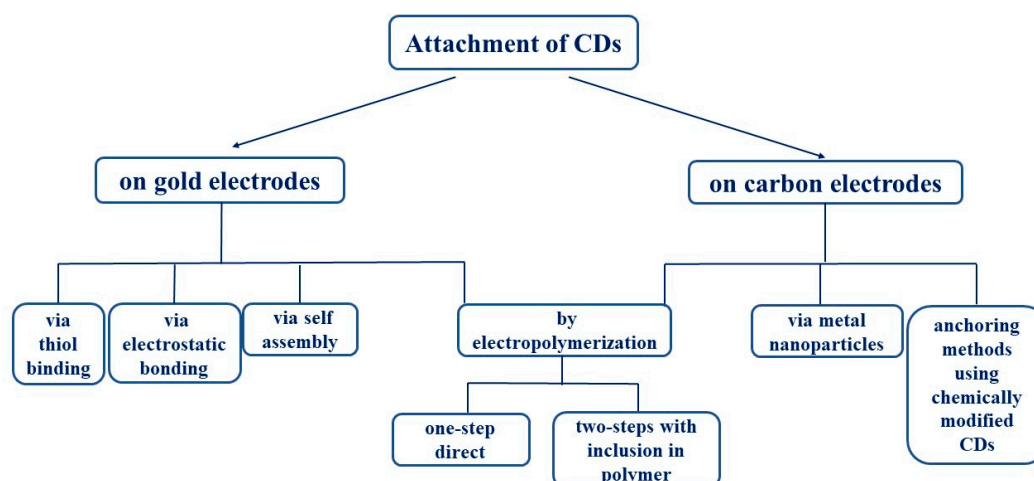 Attachment of CDs
on gold electrodes
on carbon electrodes
via
thiol
binding
via
electrostatic
bonding
via self
assembly
by
electropolymerization
via metal
nanoparticles
anchoring
methods
using
chemically
modified
CDs
one-step
direct
two-steps with
inclusion in
polymer